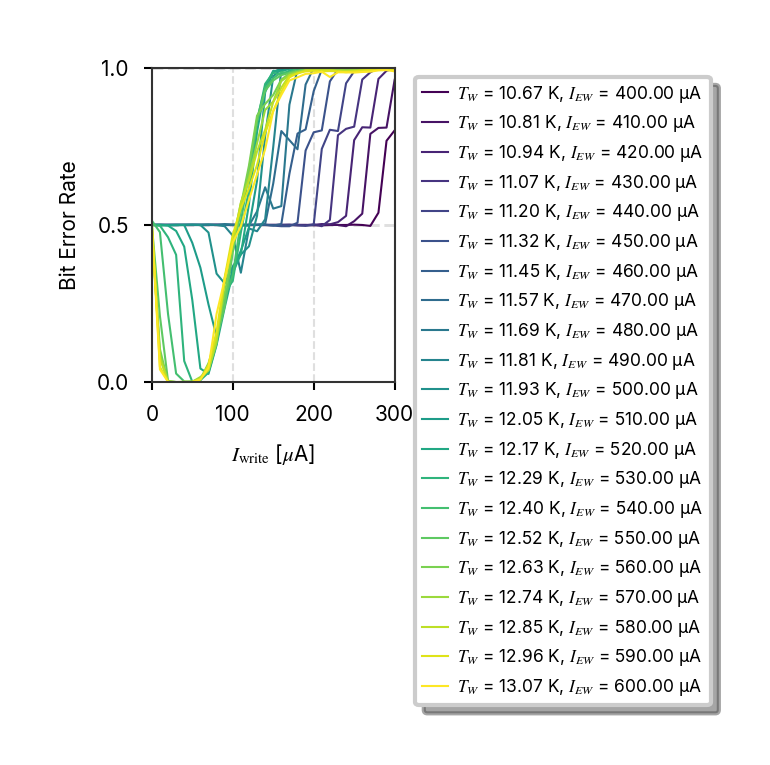 1.0
0.5
0.0
Bit Error Rate
0
100
200
300
I_write [μA]
T_W = 10.67 K, I_EW = 400.00 μA
T_W = 10.81 K, I_EW = 410.00 μA
T_W = 10.94 K, I_EW = 420.00 μA
T_W = 11.07 K, I_EW = 430.00 μA
T_W = 11.20 K, I_EW = 440.00 μA
T_W = 11.32 K, I_EW = 450.00 μA
T_W = 11.45 K, I_EW = 460.00 μA
T_W = 11.57 K, I_EW = 470.00 μA
T_W = 11.69 K, I_EW = 480.00 μA
T_W = 11.81 K, I_EW = 490.00 μA
T_W = 11.93 K, I_EW = 500.00 μA
T_W = 12.05 K, I_EW = 510.00 μA
T_W = 12.17 K, I_EW = 520.00 μA
T_W = 12.29 K, I_EW = 530.00 μA
T_W = 12.40 K, I_EW = 540.00 μA
T_W = 12.52 K, I_EW = 550.00 μA
T_W = 12.63 K, I_EW = 560.00 μA
T_W = 12.74 K, I_EW = 570.00 μA
T_W = 12.85 K, I_EW = 580.00 μA
T_W = 12.96 K, I_EW = 590.00 μA
T_W = 13.07 K, I_EW = 600.00 μA